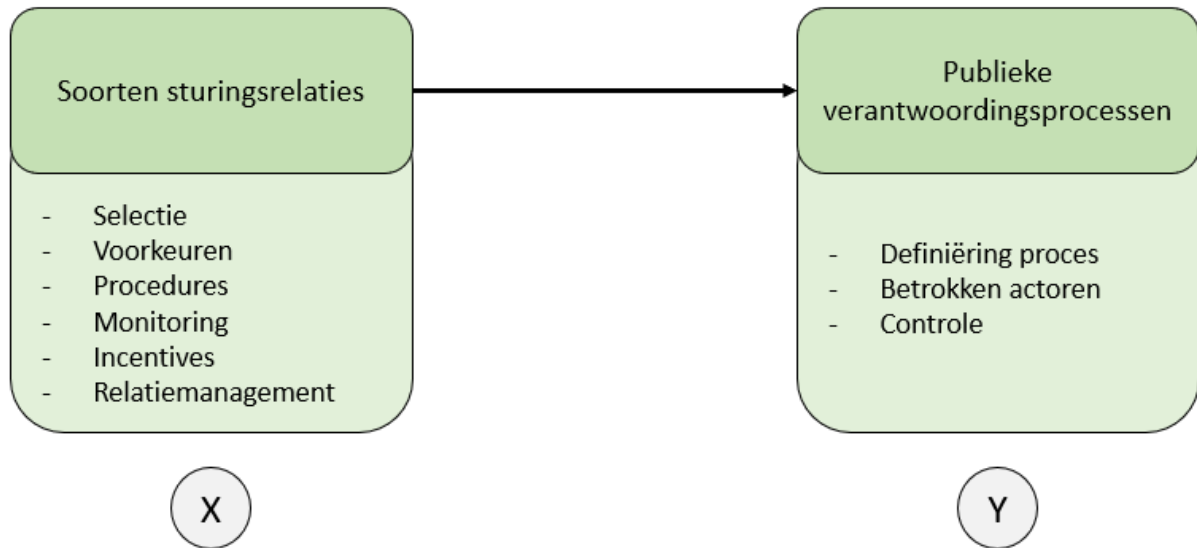 Soorten sturingsrelaties
- Selectie
- Voorkeuren
- Procedures
- Monitoring
- Incentives
- Relatiemanagement
X
Publieke
verantwoordingsprocessen
- Definiëring proces
- Betrokken actoren
- Controle
Y